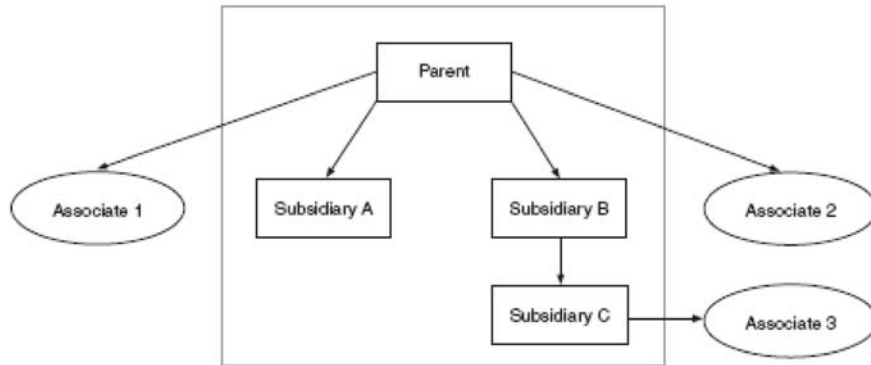 Parent
Associate 1
Subsidiary A
Subsidiary B
Associate 2
Subsidiary C
Associate 3